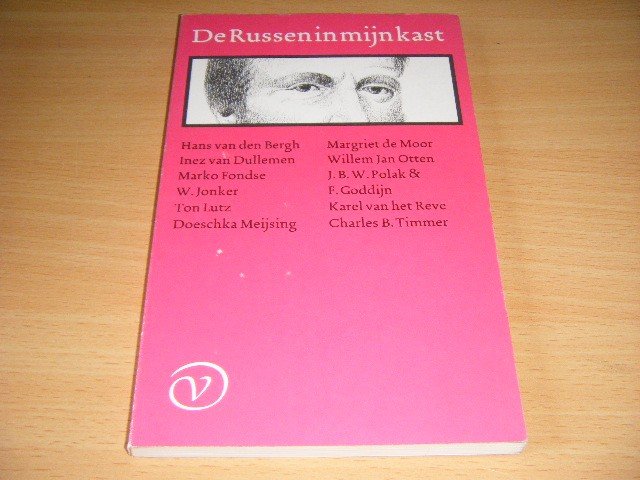 De Russen in mijn kast
Hans van den Bergh
Inez van Dullemen
Marko Fondse
W. Jonker
Ton Lutz
Doeschka Meijsing
Margriet de Moor
Willem Jan Otten
J. B. W. Polak &
F. Goddijn
Karel van het Reve
Charles B. Timmer
V